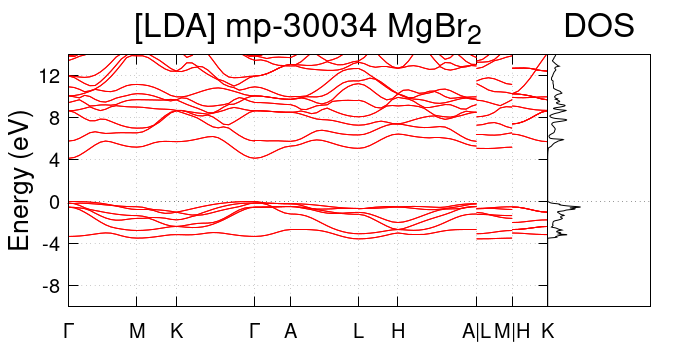 [LDA] mp-30034 MgBr2 DOS
Energy (eV)
12
8
4
0
-4
-8
Γ M K Γ A L H A|L M|H K